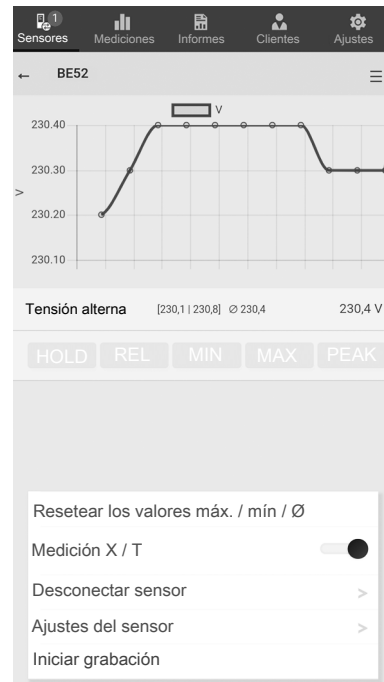 1
Sensores Mediciones Informes Clientes Ajustes
← BE52
V
230.40
230.30
V
230.20
230.10
Tensión alterna [230,1 | 230,8] Ø 230,4 230,4 V
HOLD REL MIN MAX PEAK
Resetear los valores máx. / mín / Ø
Medición X / T
Desconectar sensor >
Ajustes del sensor >
Iniciar grabación